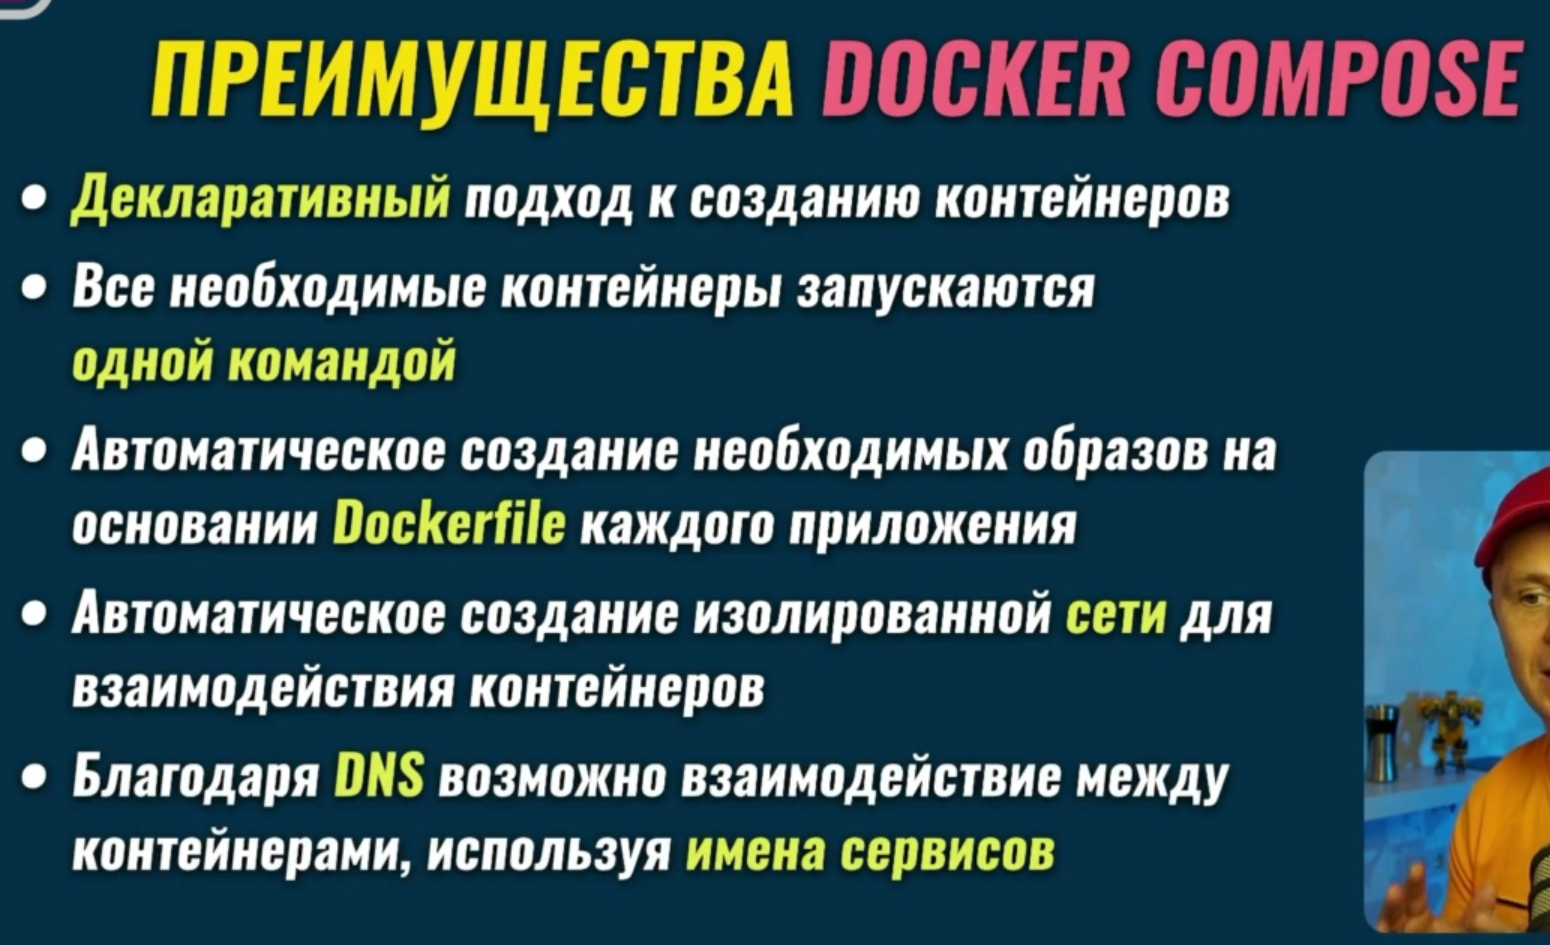 ПРЕИМУЩЕСТВА DOCKER COMPOSE
• Декларативный подход к созданию контейнеров
• Все необходимые контейнеры запускаются
одной командой
• Автоматическое создание необходимых образов на
основании Dockerfile каждого приложения
• Автоматическое создание изолированной сети для
взаимодействия контейнеров
• Благодаря DNS возможно взаимодействие между
контейнерами, используя имена сервисов